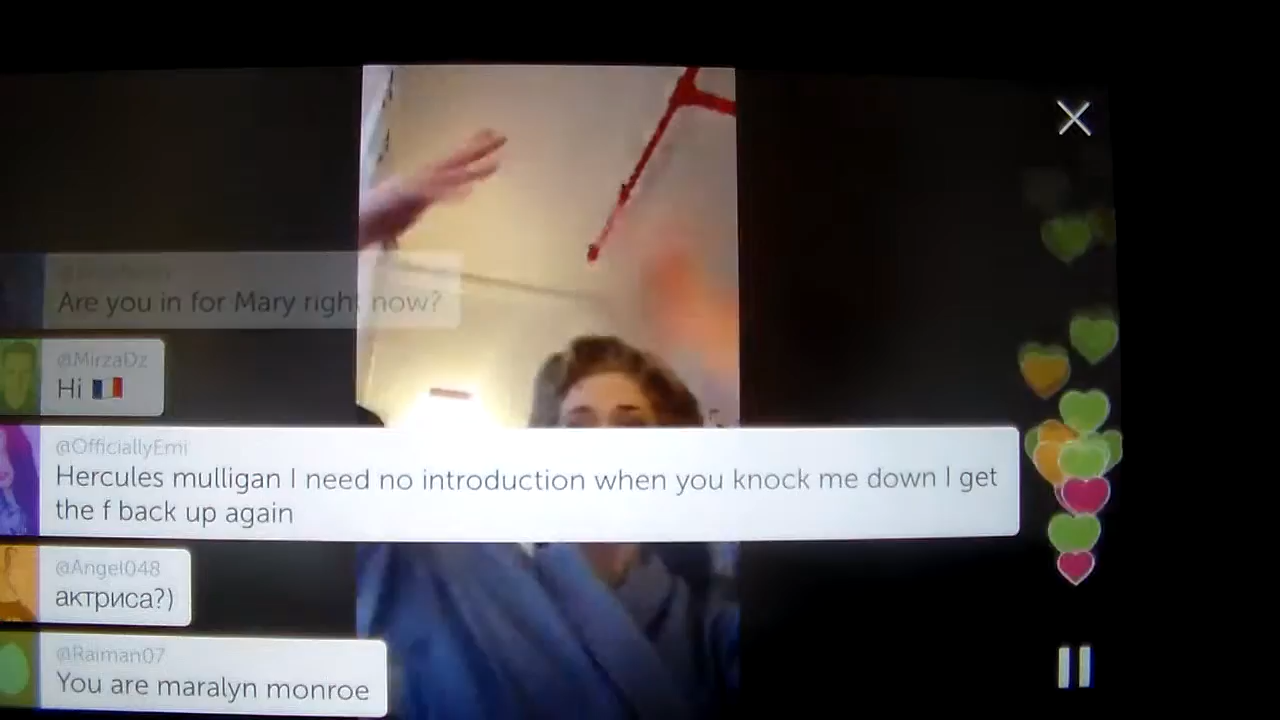 Are you in for Mary right now?
@MirzaDz
Hi 🇫🇷
@OfficiallyEmi
Hercules mulligan I need no introduction when you knock me down I get
the f back up again
@Angel048
актриса?)
@Raiman07
You are maralyn monroe